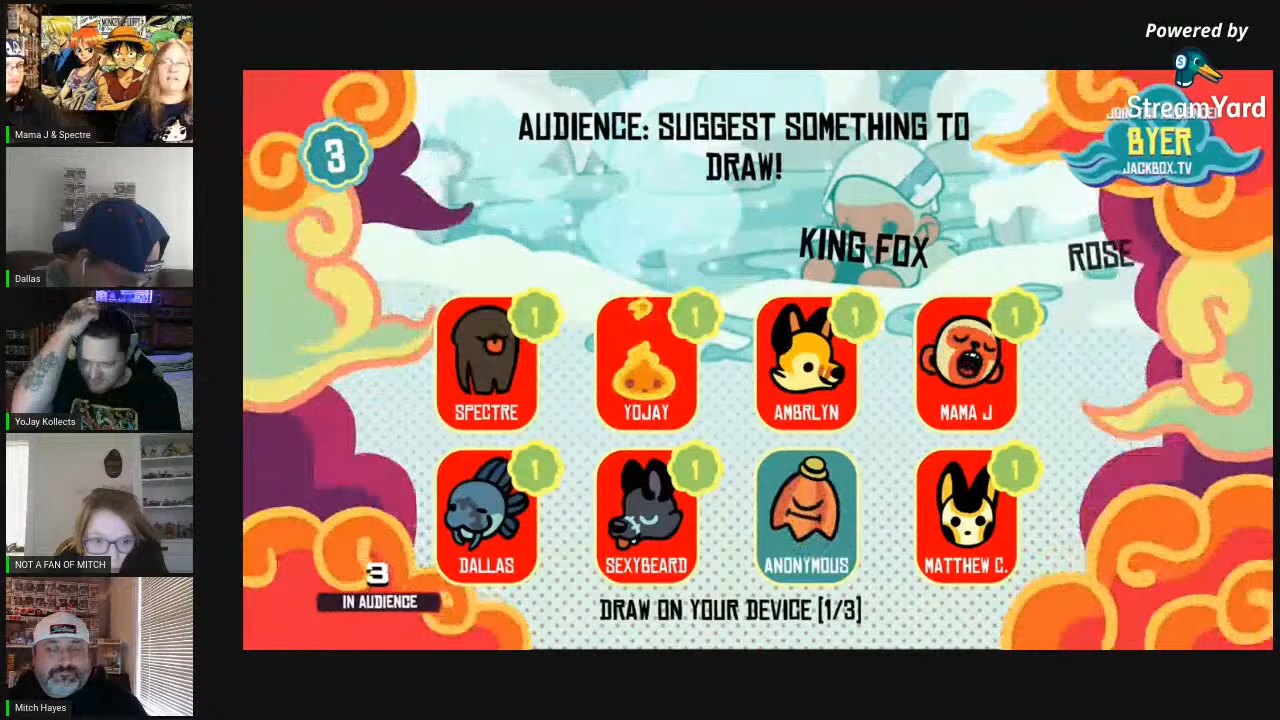 Powered by
StreamYard
BYER
JACKBOX.TV
3
AUDIENCE: SUGGEST SOMETHING TO
DRAW!
KING FOX
ROSE
1
1
1
1
SPECTRE
YOJAY
AMBRLYN
MAMA J
1
1
1
DALLAS
SEXYBEARD
ANONYMOUS
MATTHEW C.
3
IN AUDIENCE
DRAW ON YOUR DEVICE [1/3]
Mama J & Spectre
Dallas
YoJay Kollects
NOT A FAN OF MITCH
Mitch Hayes